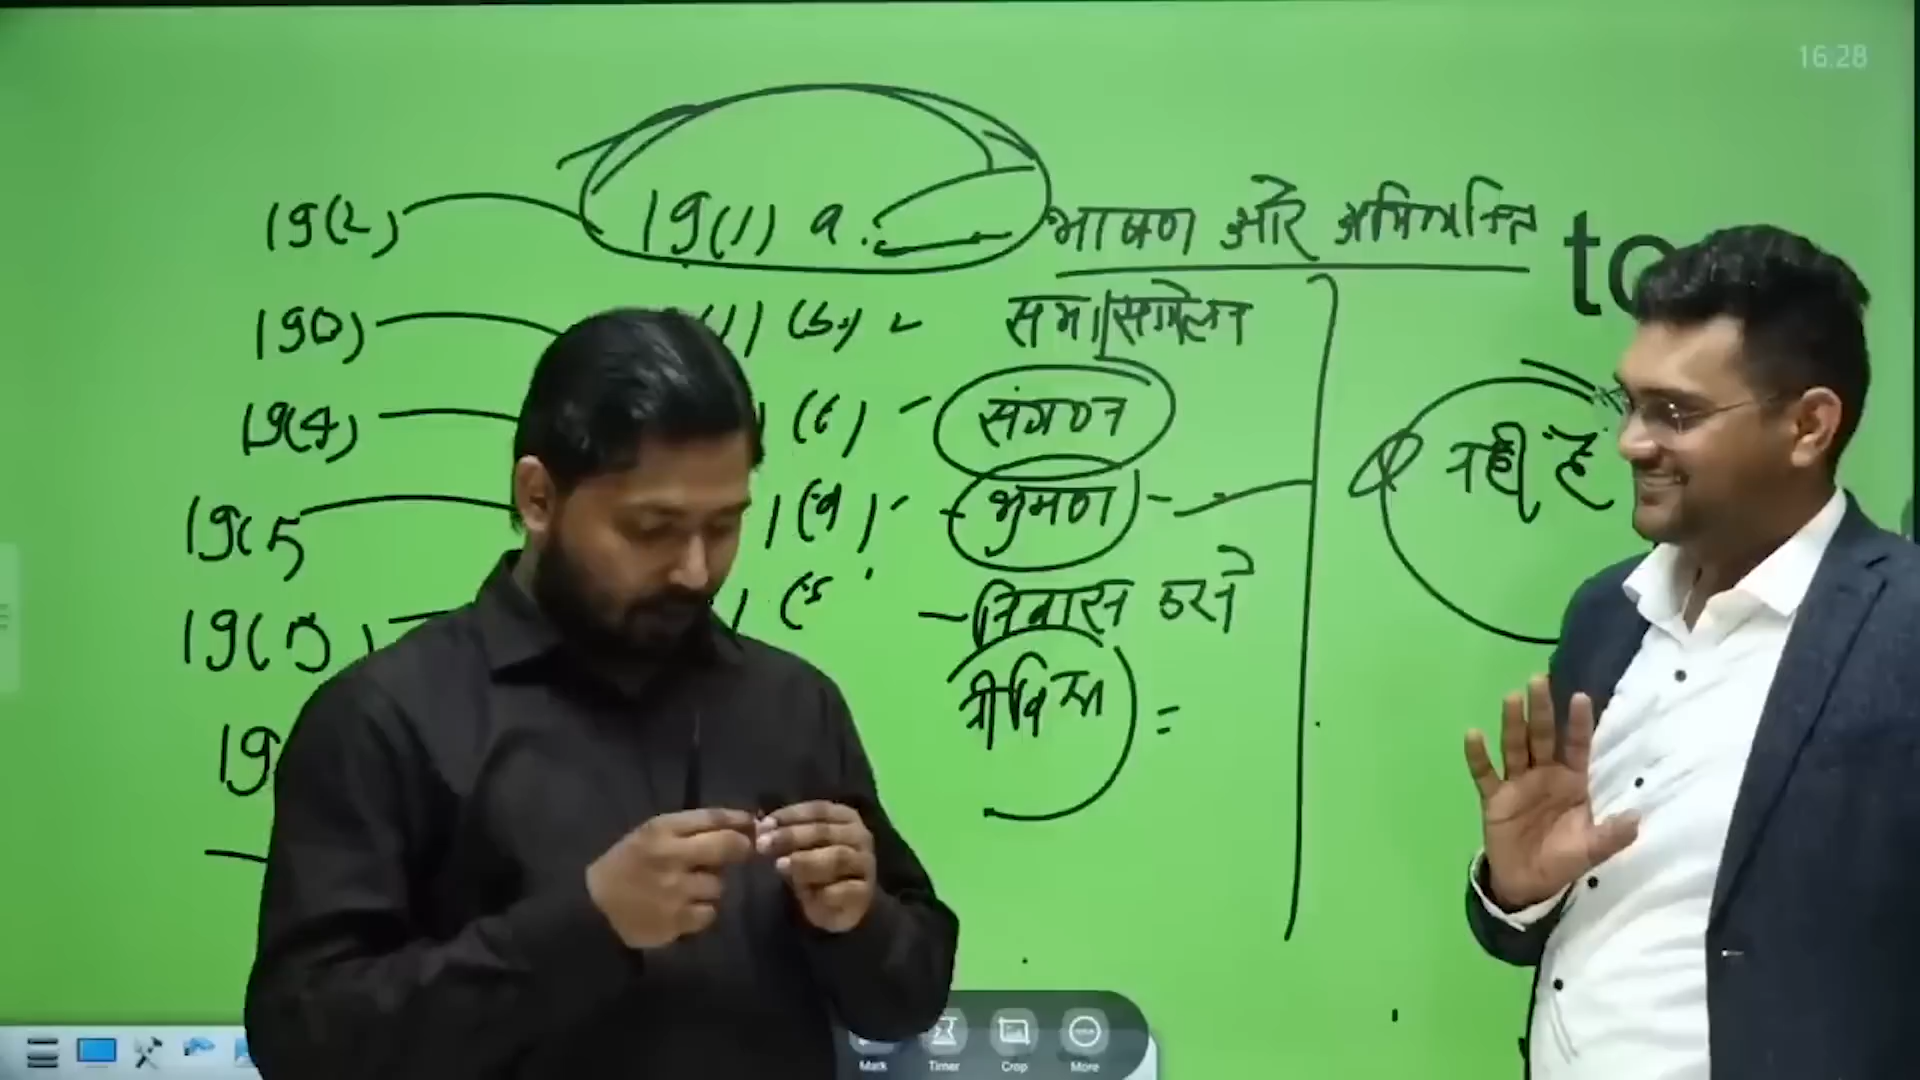 16:28
19(2) 19(1) a. भाषण और अभिव्यक्ति to
19(3) 1) (b) सभा/सम्मेलन
19(4) (c) संगठन नहीं है
19(5 (d) भ्रमण
19(5) (e निवास करने
19 जीविका =
Mark Timer Crop More